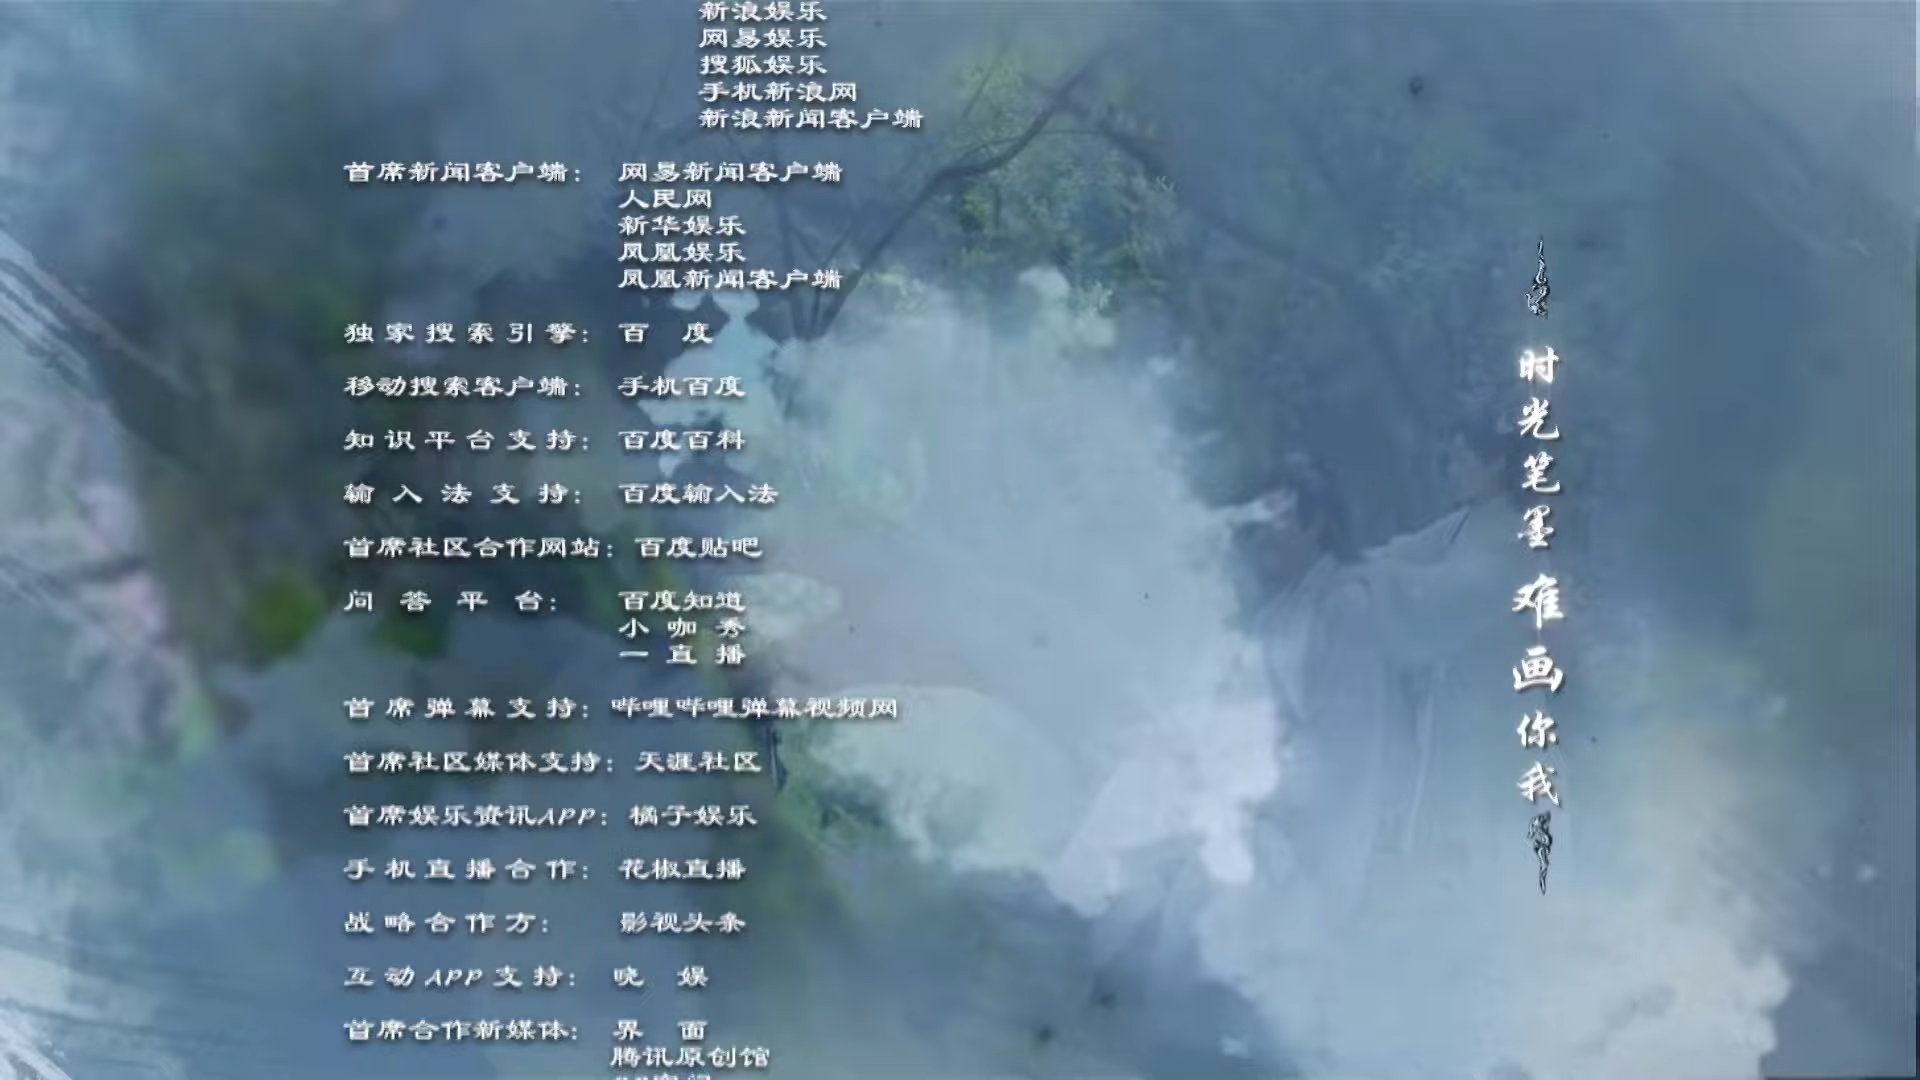 新浪娱乐
网易娱乐
搜狐娱乐
手机新浪网
新浪新闻客户端
首席新闻客户端： 网易新闻客户端
人民网
新华娱乐
凤凰娱乐
凤凰新闻客户端
独家搜索引擎： 百 度
移动搜索客户端： 手机百度
知识平台支持： 百度百科
输入法支持： 百度输入法
首席社区合作网站： 百度贴吧
问答平台： 百度知道
小咖秀
一直播
首席弹幕支持： 哔哩哔哩弹幕视频网
首席社区媒体支持： 天涯社区
首席娱乐资讯APP： 橘子娱乐
手机直播合作： 花椒直播
战略合作方： 影视头条
互动APP支持： 晓 娱
首席合作新媒体： 界 面
腾讯原创馆
时光笔墨难画你我